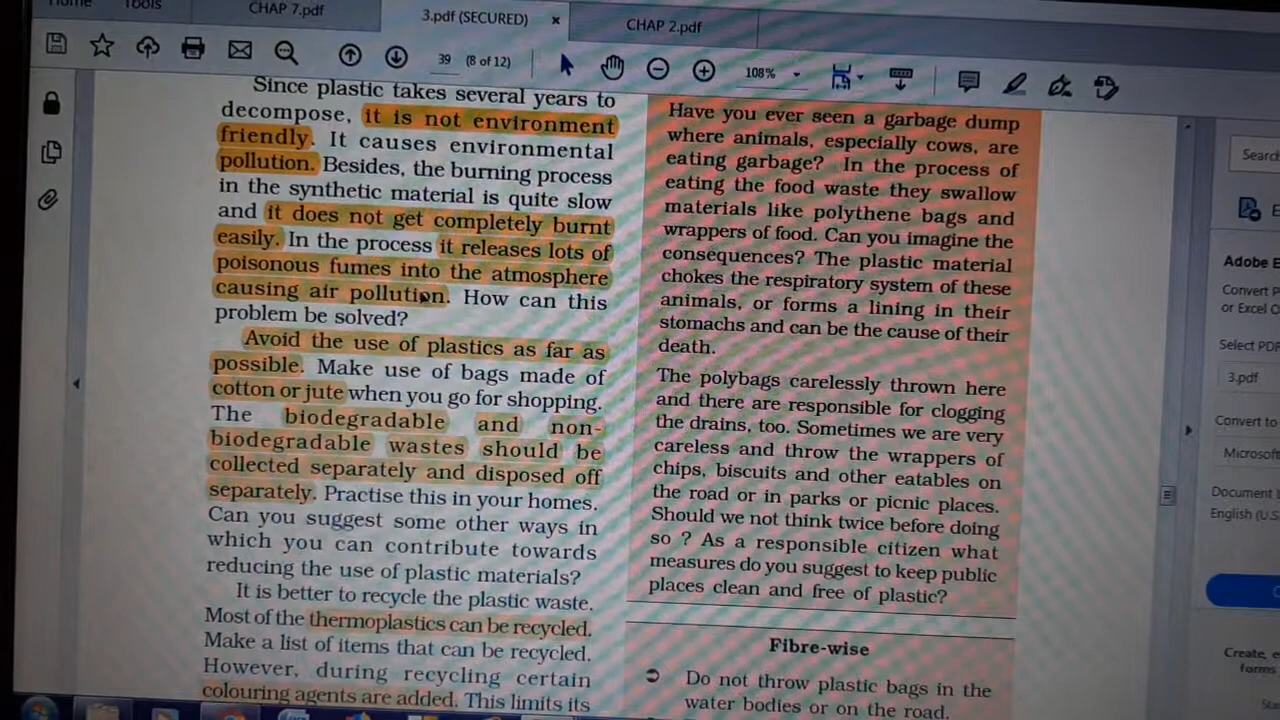 Home
Tools
CHAP 7.pdf
3.pdf (SECURED)
×
CHAP 2.pdf
39
(8 of 12)
108%
Since plastic takes several years to
decompose, it is not environment
friendly. It causes environmental
pollution. Besides, the burning process
in the synthetic material is quite slow
and it does not get completely burnt
easily. In the process it releases lots of
poisonous fumes into the atmosphere
causing air pollution. How can this
problem be solved?
Avoid the use of plastics as far as
possible. Make use of bags made of
cotton or jute when you go for shopping.
The biodegradable and non-
biodegradable wastes should be
collected separately and disposed off
separately. Practise this in your homes.
Can you suggest some other ways in
which you can contribute towards
reducing the use of plastic materials?
It is better to recycle the plastic waste.
Most of the thermoplastics can be recycled.
Make a list of items that can be recycled.
However, during recycling certain
colouring agents are added. This limits its
Have you ever seen a garbage dump
where animals, especially cows, are
eating garbage? In the process of
eating the food waste they swallow
materials like polythene bags and
wrappers of food. Can you imagine the
consequences? The plastic material
chokes the respiratory system of these
animals, or forms a lining in their
stomachs and can be the cause of their
death.
The polybags carelessly thrown here
and there are responsible for clogging
the drains, too. Sometimes we are very
careless and throw the wrappers of
chips, biscuits and other eatables on
the road or in parks or picnic places.
Should we not think twice before doing
so ? As a responsible citizen what
measures do you suggest to keep public
places clean and free of plastic?
Fibre-wise
Do not throw plastic bags in the
water bodies or on the road.
Search
E
Adobe E
Convert P
or Excel O
Select PDF
3.pdf
Convert to
Microsof
Document
English (U.S
Create, e
forms
Sta